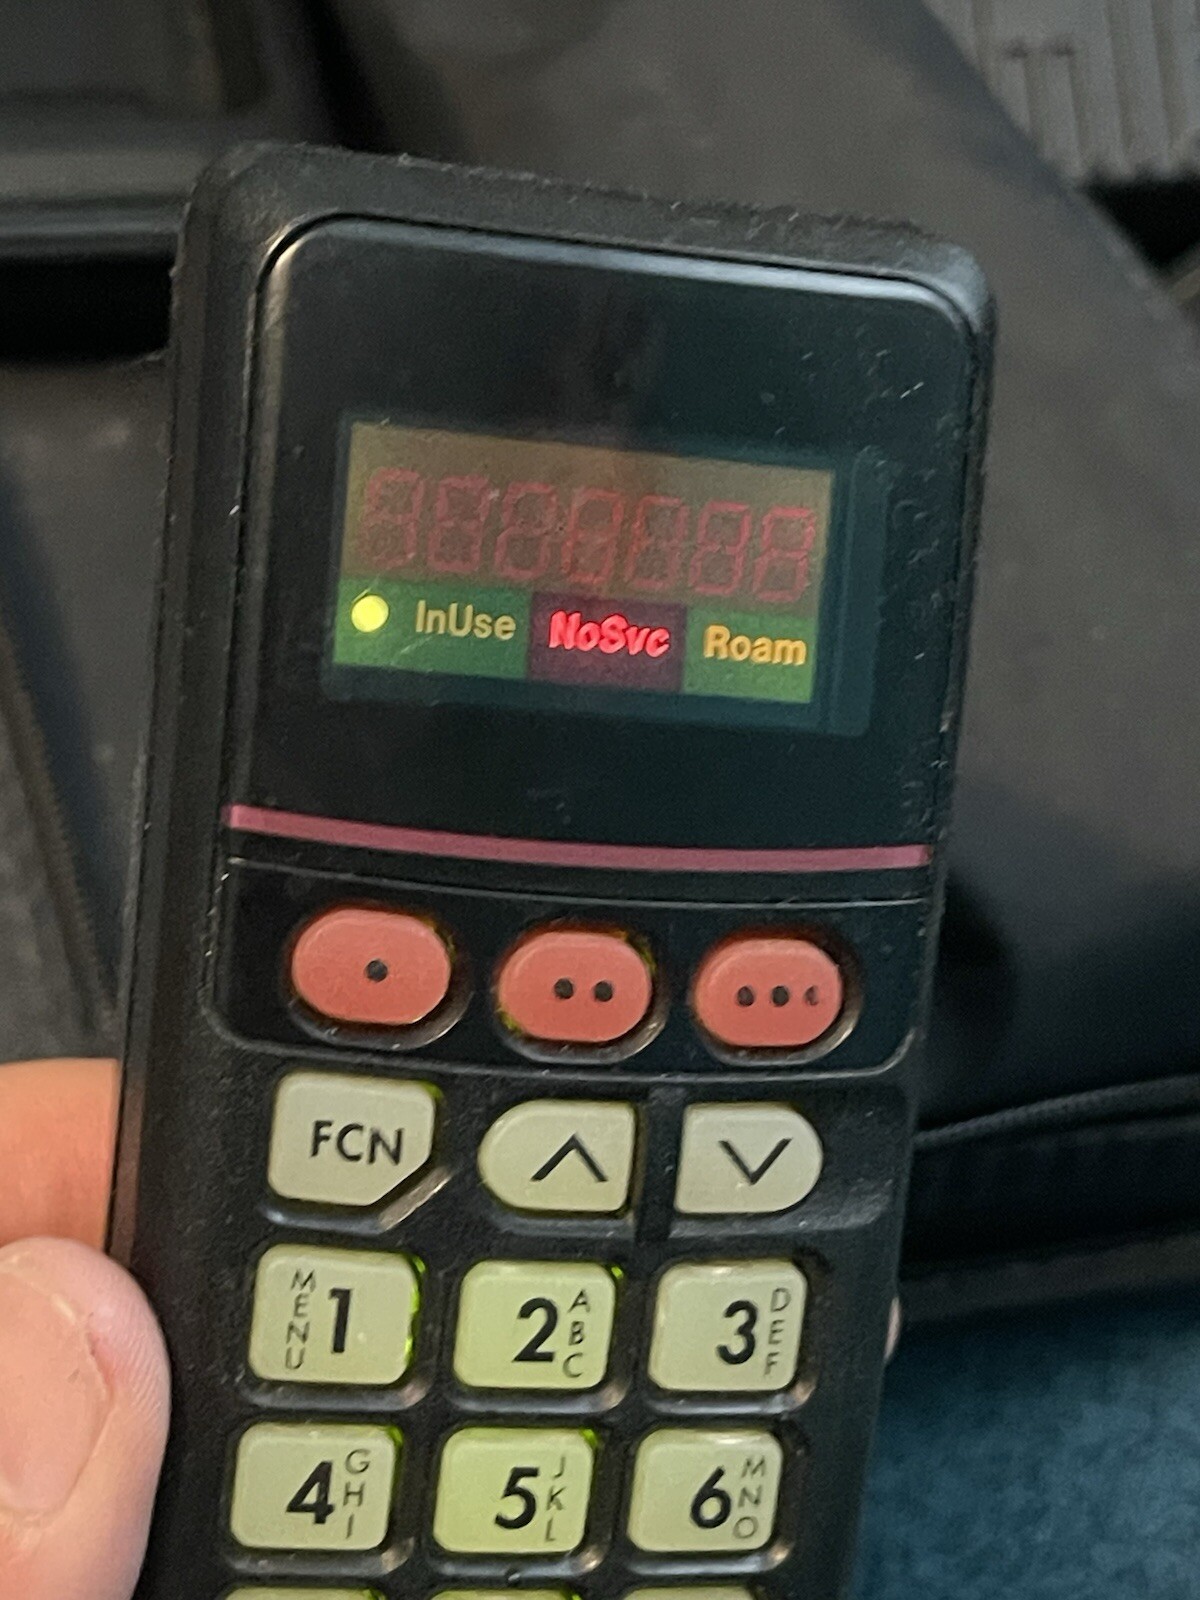 InUse NoSvc Roam
FCN
MENU 1 2 ABC 3 DEF
4 GHI 5 JKL 6 MNO